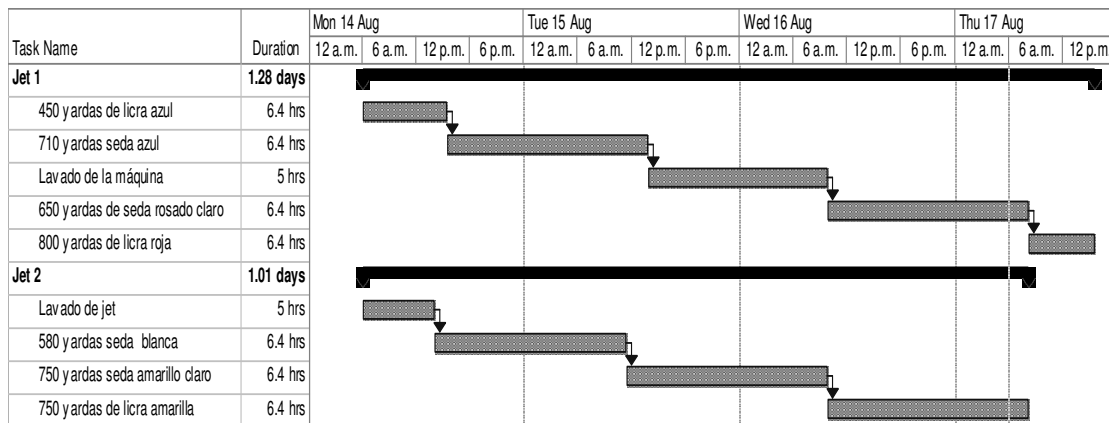 Mon 14 Aug Tue 15 Aug Wed 16 Aug Thu 17 Aug
Task Name Duration 12 a.m. 6 a.m. 12 p.m. 6 p.m. 12 a.m. 6 a.m. 12 p.m. 6 p.m. 12 a.m. 6 a.m. 12 p.m. 6 p.m. 12 a.m. 6 a.m. 12 p.m.
Jet 1 1.28 days
450 yardas de licra azul 6.4 hrs
710 yardas seda azul 6.4 hrs
Lavado de la máquina 5 hrs
650 yardas de seda rosado claro 6.4 hrs
800 yardas de licra roja 6.4 hrs
Jet 2 1.01 days
Lavado de jet 5 hrs
580 yardas seda blanca 6.4 hrs
750 yardas seda amarillo claro 6.4 hrs
750 yardas de licra amarilla 6.4 hrs